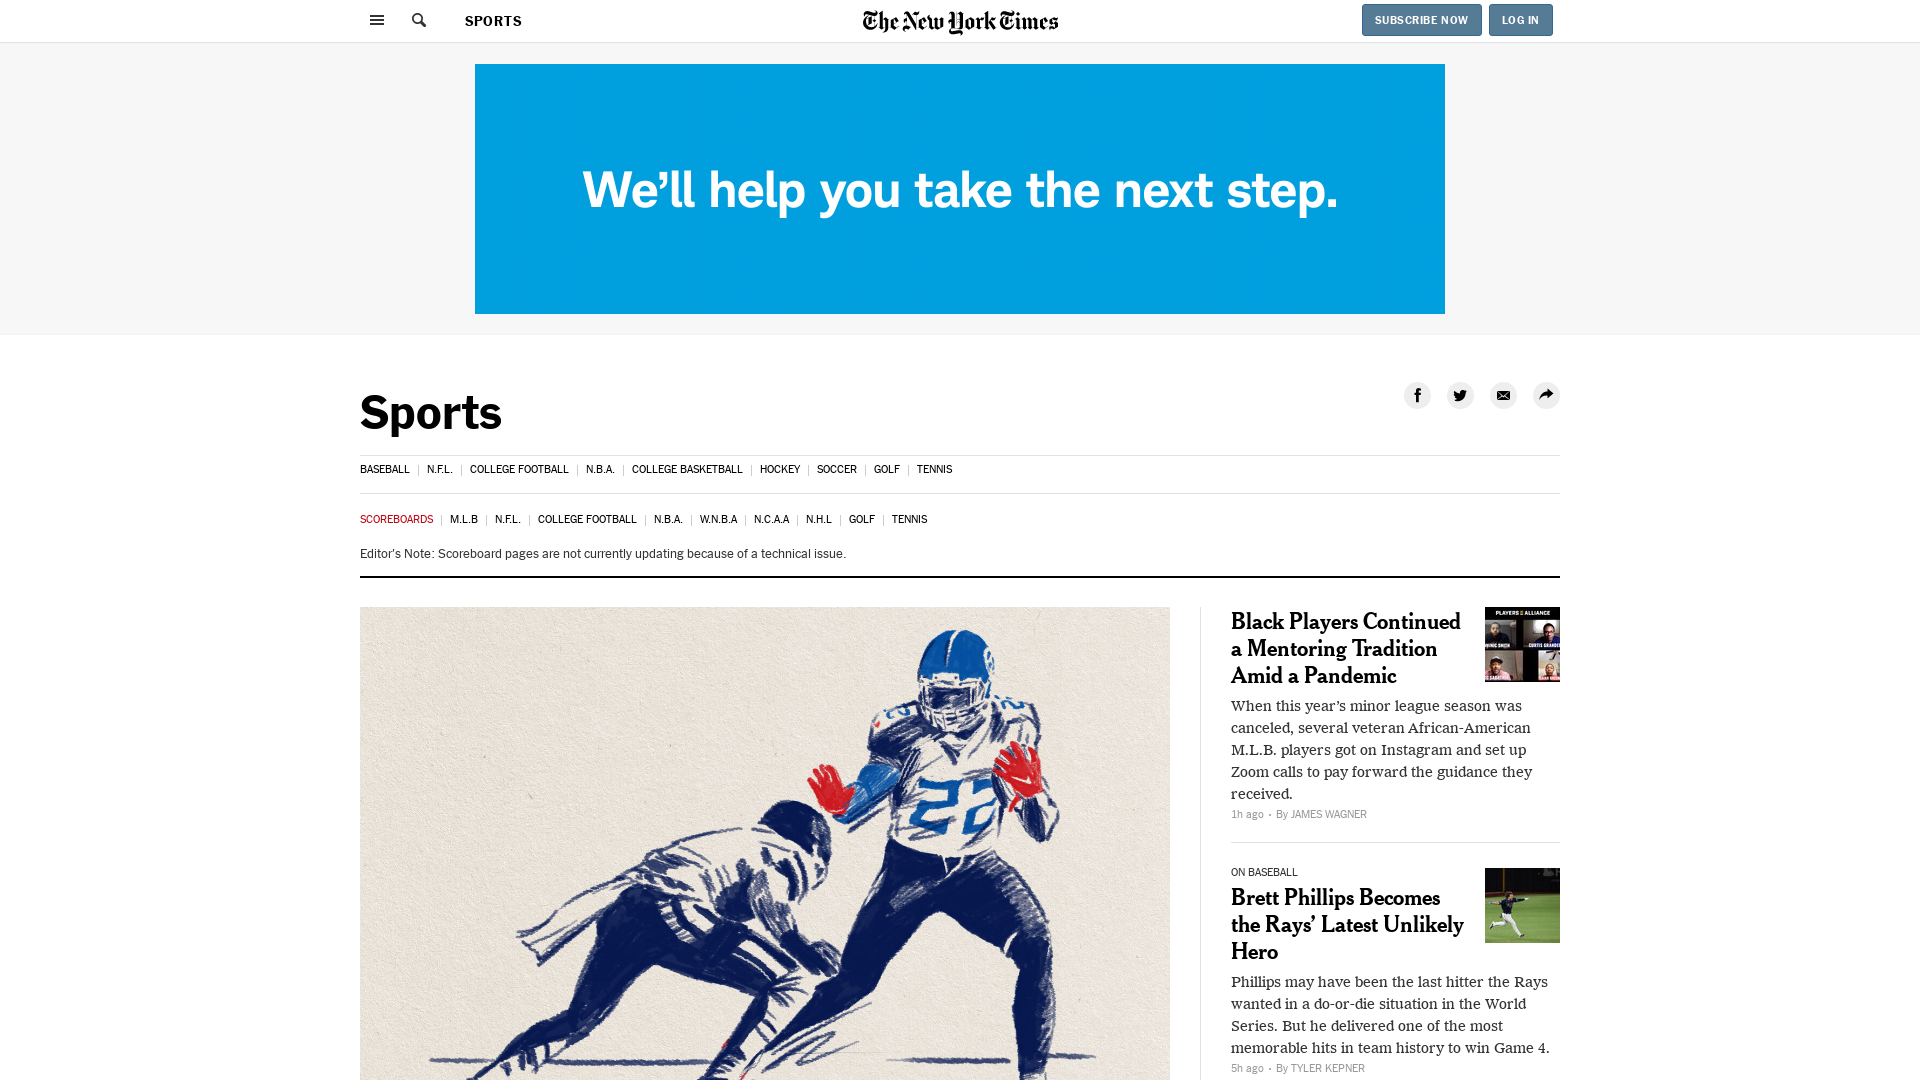 SPORTS
The New York Times
SUBSCRIBE NOW
LOG IN
We'll help you take the next step.
Sports
BASEBALL | N.F.L. | COLLEGE FOOTBALL | N.B.A. | COLLEGE BASKETBALL | HOCKEY | SOCCER | GOLF | TENNIS
SCOREBOARDS | M.L.B | N.F.L. | COLLEGE FOOTBALL | N.B.A. | W.N.B.A | N.C.A.A | N.H.L | GOLF | TENNIS
Editor's Note: Scoreboard pages are not currently updating because of a technical issue.
22
22
Black Players Continued
a Mentoring Tradition
Amid a Pandemic
PLAYERS ALLIANCE
When this year’s minor league season was
canceled, several veteran African-American
M.L.B. players got on Instagram and set up
Zoom calls to pay forward the guidance they
received.
1h ago • By JAMES WAGNER
ON BASEBALL
Brett Phillips Becomes
the Rays’ Latest Unlikely
Hero
Phillips may have been the last hitter the Rays
wanted in a do-or-die situation in the World
Series. But he delivered one of the most
memorable hits in team history to win Game 4.
5h ago • By TYLER KEPNER